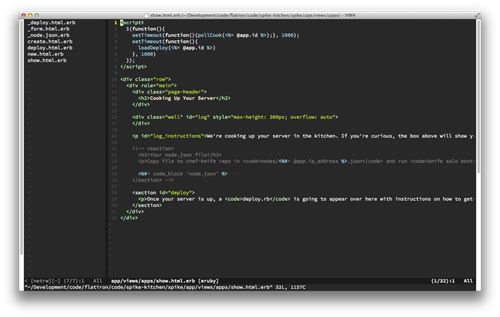 show.html.erb (~/Development/code/flatiron/code/spike-kitchen/spike/app/views/apps) - VIM4
_deploy.html.erb
_form.html.erb
_node.json.erb
create.html.erb
deploy.html.erb
new.html.erb
show.html.erb
<script>
$(function(){
setTimeout(function(){pollCook(<%= @app.id %>);}, 1000);
setTimeout(function(){
loadDeploy(<%= @app.id %>)
}, 1000)
});
</script>
<div class="row">
<div role="main">
<div class="page-header">
<h2>Cooking Up Your Server</h2>
</div>
<div class="well" id="log" style="max-height: 300px; overflow: auto">
</div>
<p id="log_instructions">We're cooking up your server in the kitchen. If you're curious, the box above will show y
<!-- <section>
<h3>Your node.json file</h3>
<p>Copy file to chef-knife repo in <code>nodes/<%= @app.ip_address %>.json</code> and run <code>knife solo boot
<%= code_block 'node.json' %>
</section> -->
<section id="deploy">
<p>Once your server is up, a <code>deploy.rb</code> is going to appear over here with instructions on how to get
</section>
</div>
</div>
< [netrw][-] (7/7):1 All
app/views/apps/show.html.erb [eruby]
(1/32):1 All
"~/Development/code/flatiron/code/spike-kitchen/spike/app/views/apps/show.html.erb" 32L, 1157C